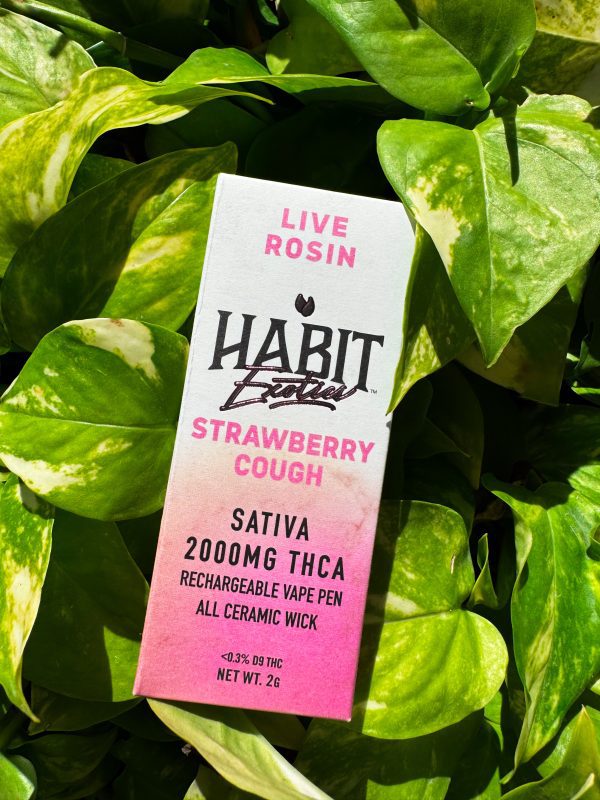 LIVE
ROSIN
HABIT
Exotics
™
STRAWBERRY
COUGH
SATIVA
2000MG THCA
RECHARGEABLE VAPE PEN
ALL CERAMIC WICK
<0.3% D9 THC
NET WT. 2G